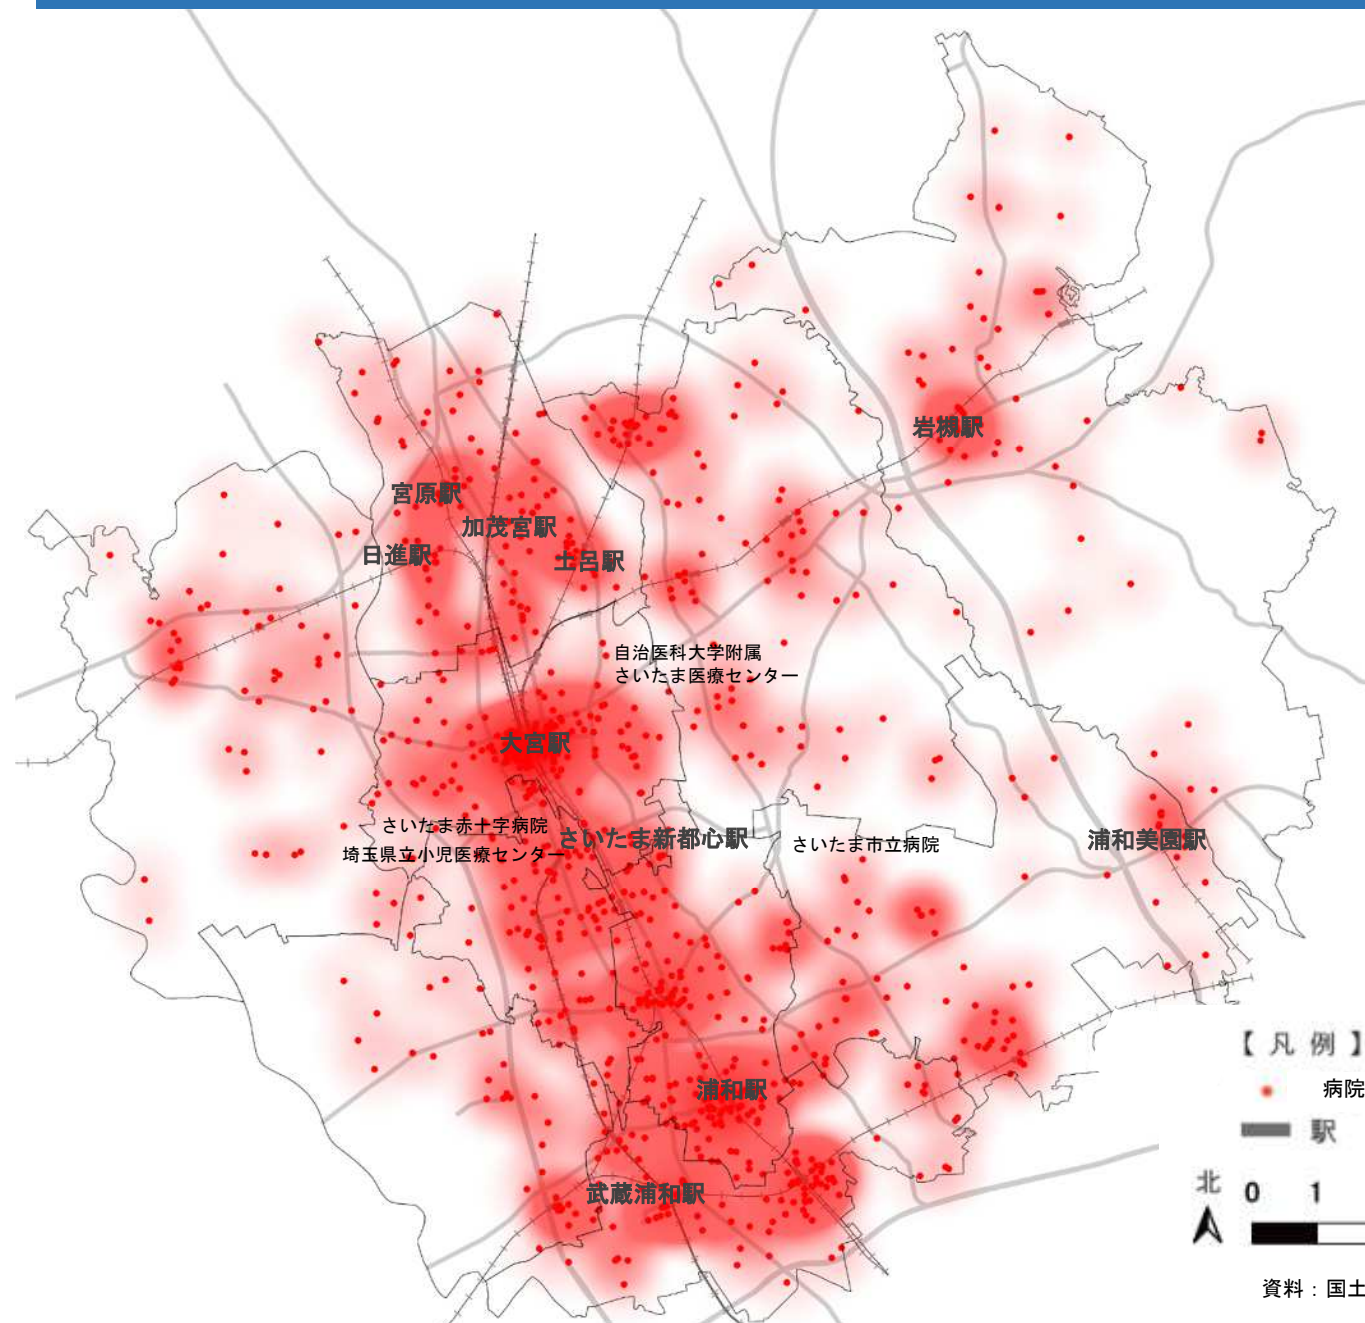 岩槻駅
宮原駅
加茂宮駅
日進駅
土呂駅
自治医科大学附属
さいたま医療センター
大宮駅
さいたま赤十字病院
さいたま新都心駅
さいたま市立病院
浦和美園駅
埼玉県立小児医療センター
【 凡 例 】
病院
浦和駅
駅
北
0 1
武蔵浦和駅
資料：国土